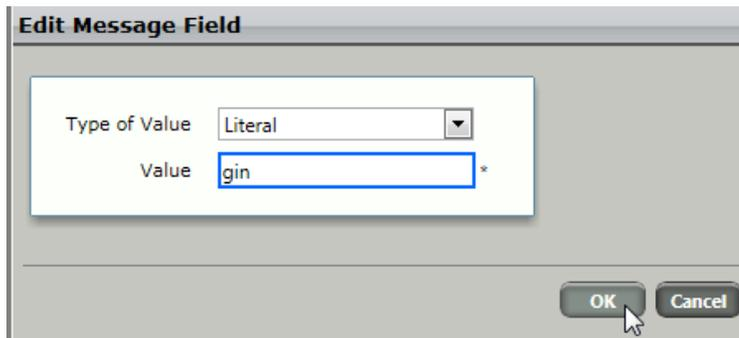 Edit Message Field
Type of Value Literal
Value gin *
OK Cancel